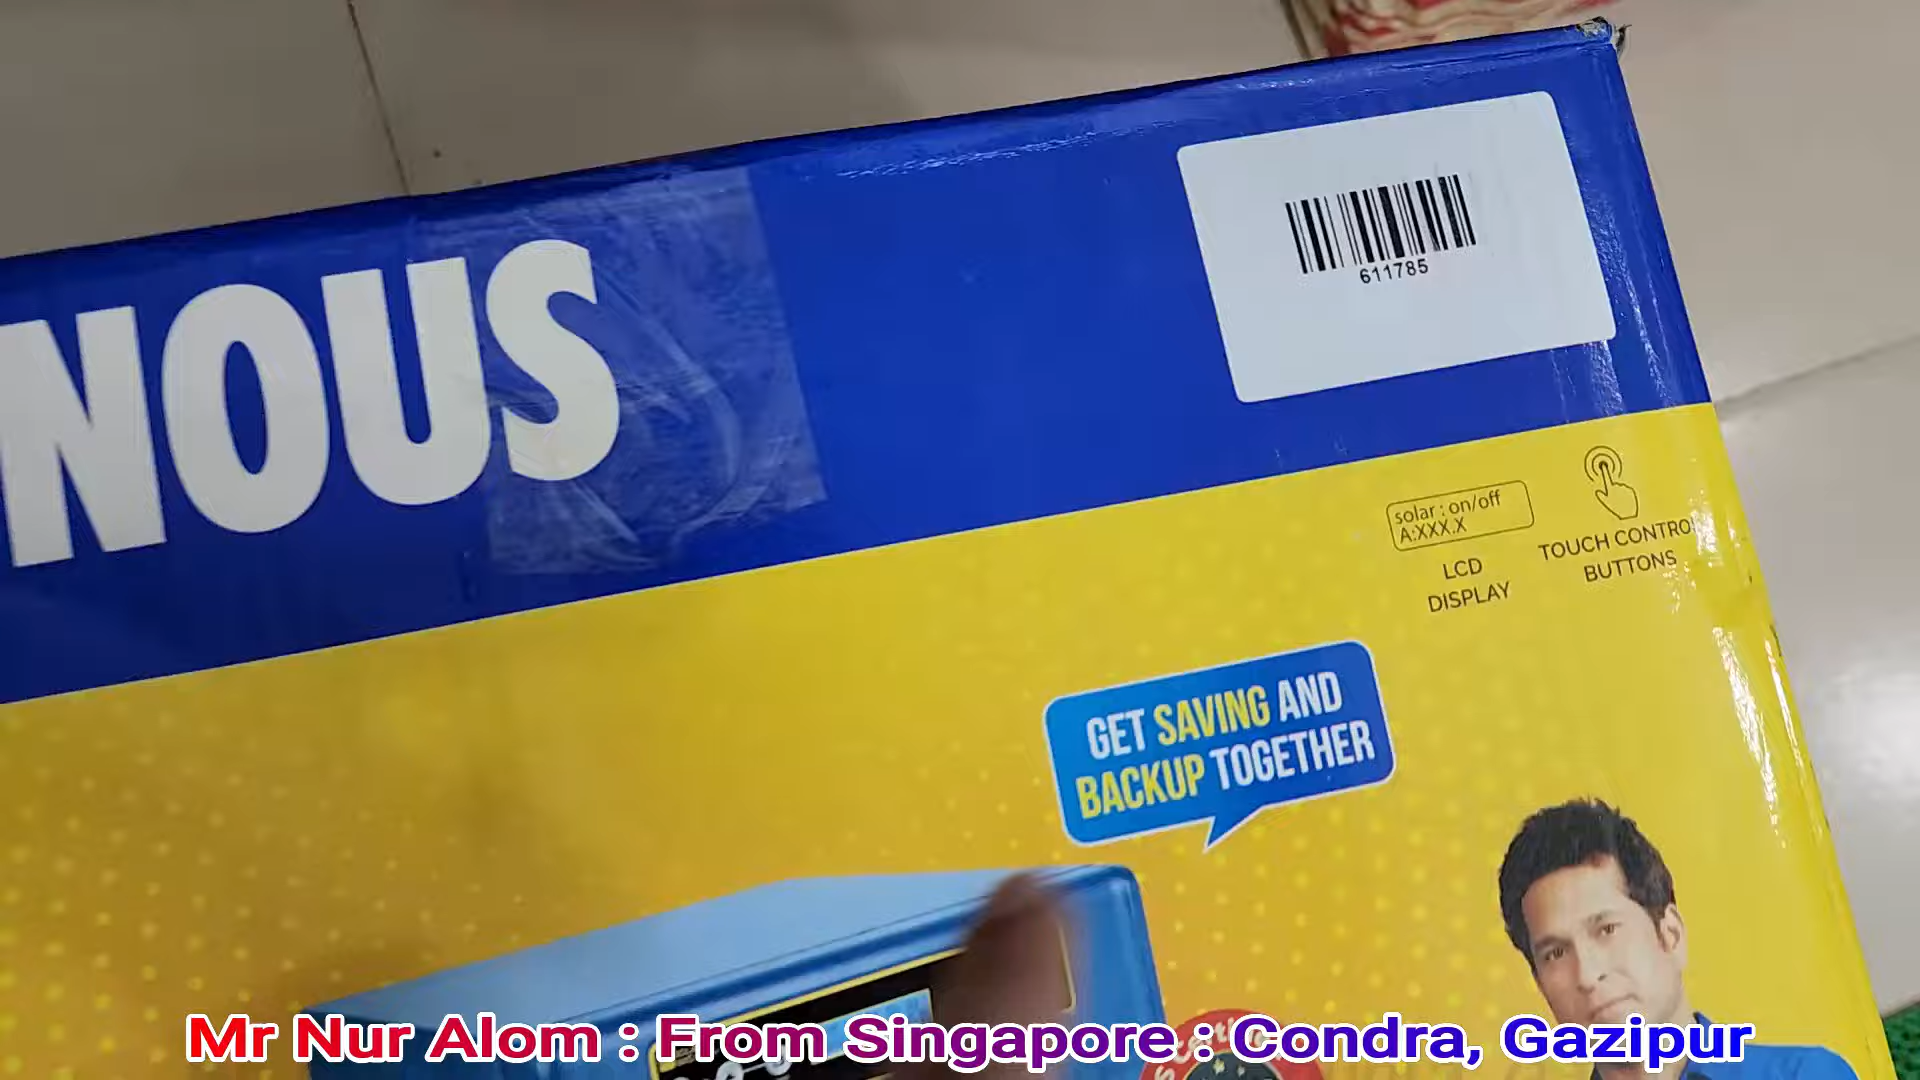 NOUS
611785
solar : on/off
A:XXX.X
LCD
DISPLAY
TOUCH CONTRO
BUTTONS
GET SAVING AND
BACKUP TOGETHER
Mr Nur Alom : From Singapore : Condra, Gazipur